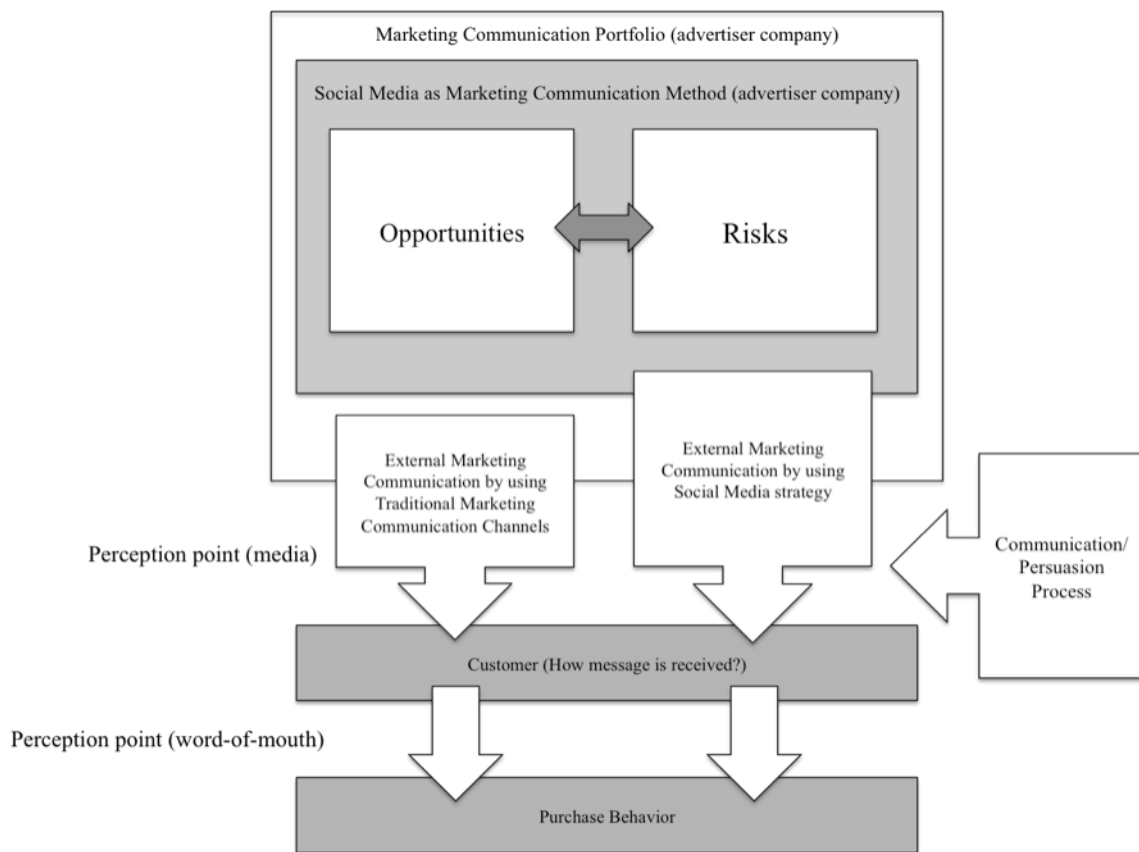 Marketing Communication Portfolio (advertiser company)
Social Media as Marketing Communication Method (advertiser company)
Opportunities
Risks
External Marketing
Communication by using
Traditional Marketing
Communication Channels
External Marketing
Communication by using
Social Media strategy
Perception point (media)
Communication/
Persuasion
Process
Customer (How message is received?)
Perception point (word-of-mouth)
Purchase Behavior